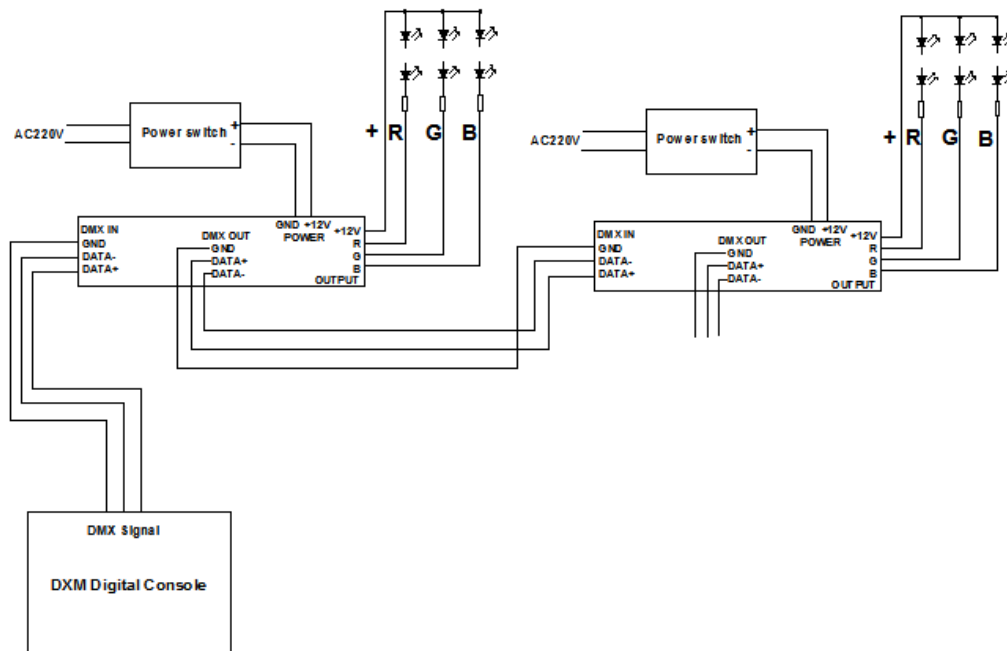 AC220V
Power switch
+
-
+ R G B
DMX IN
GND
DATA-
DATA+
DMX OUT
GND
DATA+
DATA-
GND +12V
POWER
+12V
R
G
B
OUTPUT
AC220V
Power switch
+
-
+ R G B
DMX IN
GND
DATA-
DATA+
DMX OUT
GND
DATA+
DATA-
GND +12V
POWER
+12V
R
G
B
OUTPUT
DMX Signal
DXM Digital Console